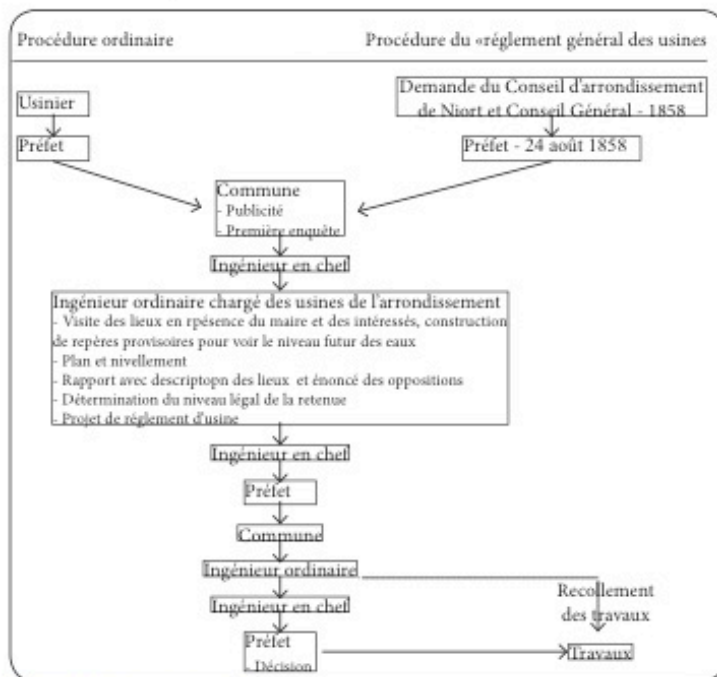 Procédure ordinaire
Procédure du «réglement général des usines
Usinier
Préfet
Demande du Conseil d'arrondissement
de Niort et Conseil Général - 1858
Préfet - 24 août 1858
Commune
- Publicité
- Première enquête
Ingénieur en chef
Ingénieur ordinaire chargé des usines de l'arrondissement
- Visite des lieux en rpésence du maire et des intéressés, construction
de repères provisoires pour voir le niveau futur des eaux
- Plan et nivellement
- Rapport avec descriptopn des lieux et énoncé des oppositions
- Détermination du niveau légal de la retenue
- Projet de réglement d'usine
Ingénieur en chef
Préfet
Commune
Ingénieur ordinaire
Ingénieur en chef
Recollement
des travaux
Préfet
- Décision
Travaux